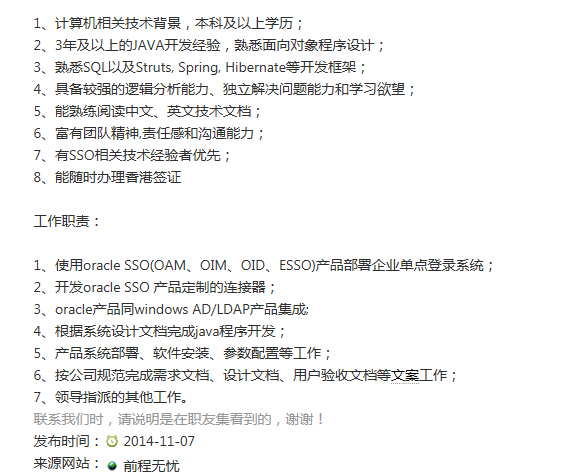 1、计算机相关技术背景，本科及以上学历；
2、3年及以上的JAVA开发经验，熟悉面向对象程序设计；
3、熟悉SQL以及Struts, Spring, Hibernate等开发框架；
4、具备较强的逻辑分析能力、独立解决问题能力和学习欲望；
5、能熟练阅读中文、英文技术文档；
6、富有团队精神,责任感和沟通能力；
7、有SSO相关技术经验者优先；
8、能随时办理香港签证
工作职责：
1、使用oracle SSO(OAM、OIM、OID、ESSO)产品部署企业单点登录系统；
2、开发oracle SSO 产品定制的连接器；
3、oracle产品同windows AD/LDAP产品集成;
4、根据系统设计文档完成java程序开发；
5、产品系统部署、软件安装、参数配置等工作；
6、按公司规范完成需求文档、设计文档、用户验收文档等文案工作；
7、领导指派的其他工作。
联系我们时，请说明是在职友集看到的，谢谢！
发布时间： 2014-11-07
来源网站： 前程无忧